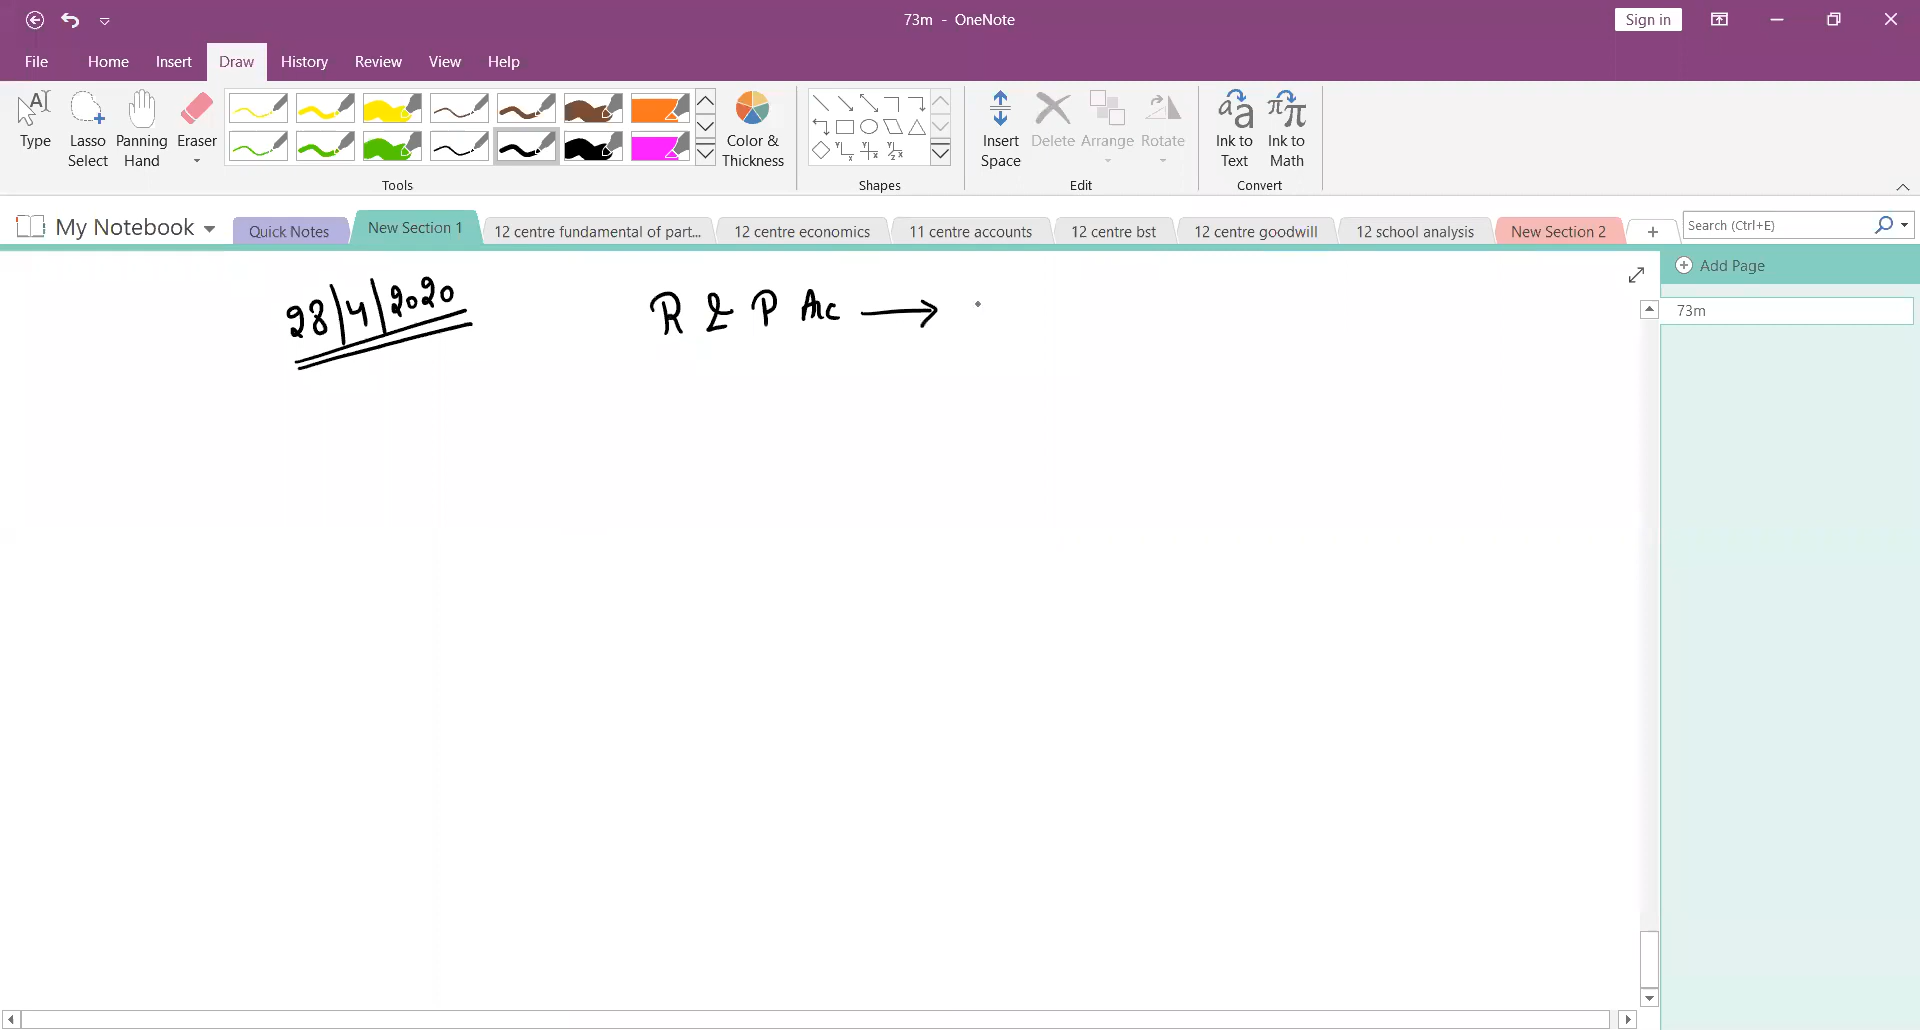 73m - OneNote
Sign in
File Home Insert Draw History Review View Help
Type
Lasso Select
Panning Hand
Eraser
Color & Thickness
Insert Space
Delete
Arrange
Rotate
Ink to Text
Ink to Math
Tools
Shapes
Edit
Convert
My Notebook
Quick Notes
New Section 1
12 centre fundamental of part...
12 centre economics
11 centre accounts
12 centre bst
12 centre goodwill
12 school analysis
New Section 2
Search (Ctrl+E)
Add Page
73m
28/4/2020
R & P A/c →